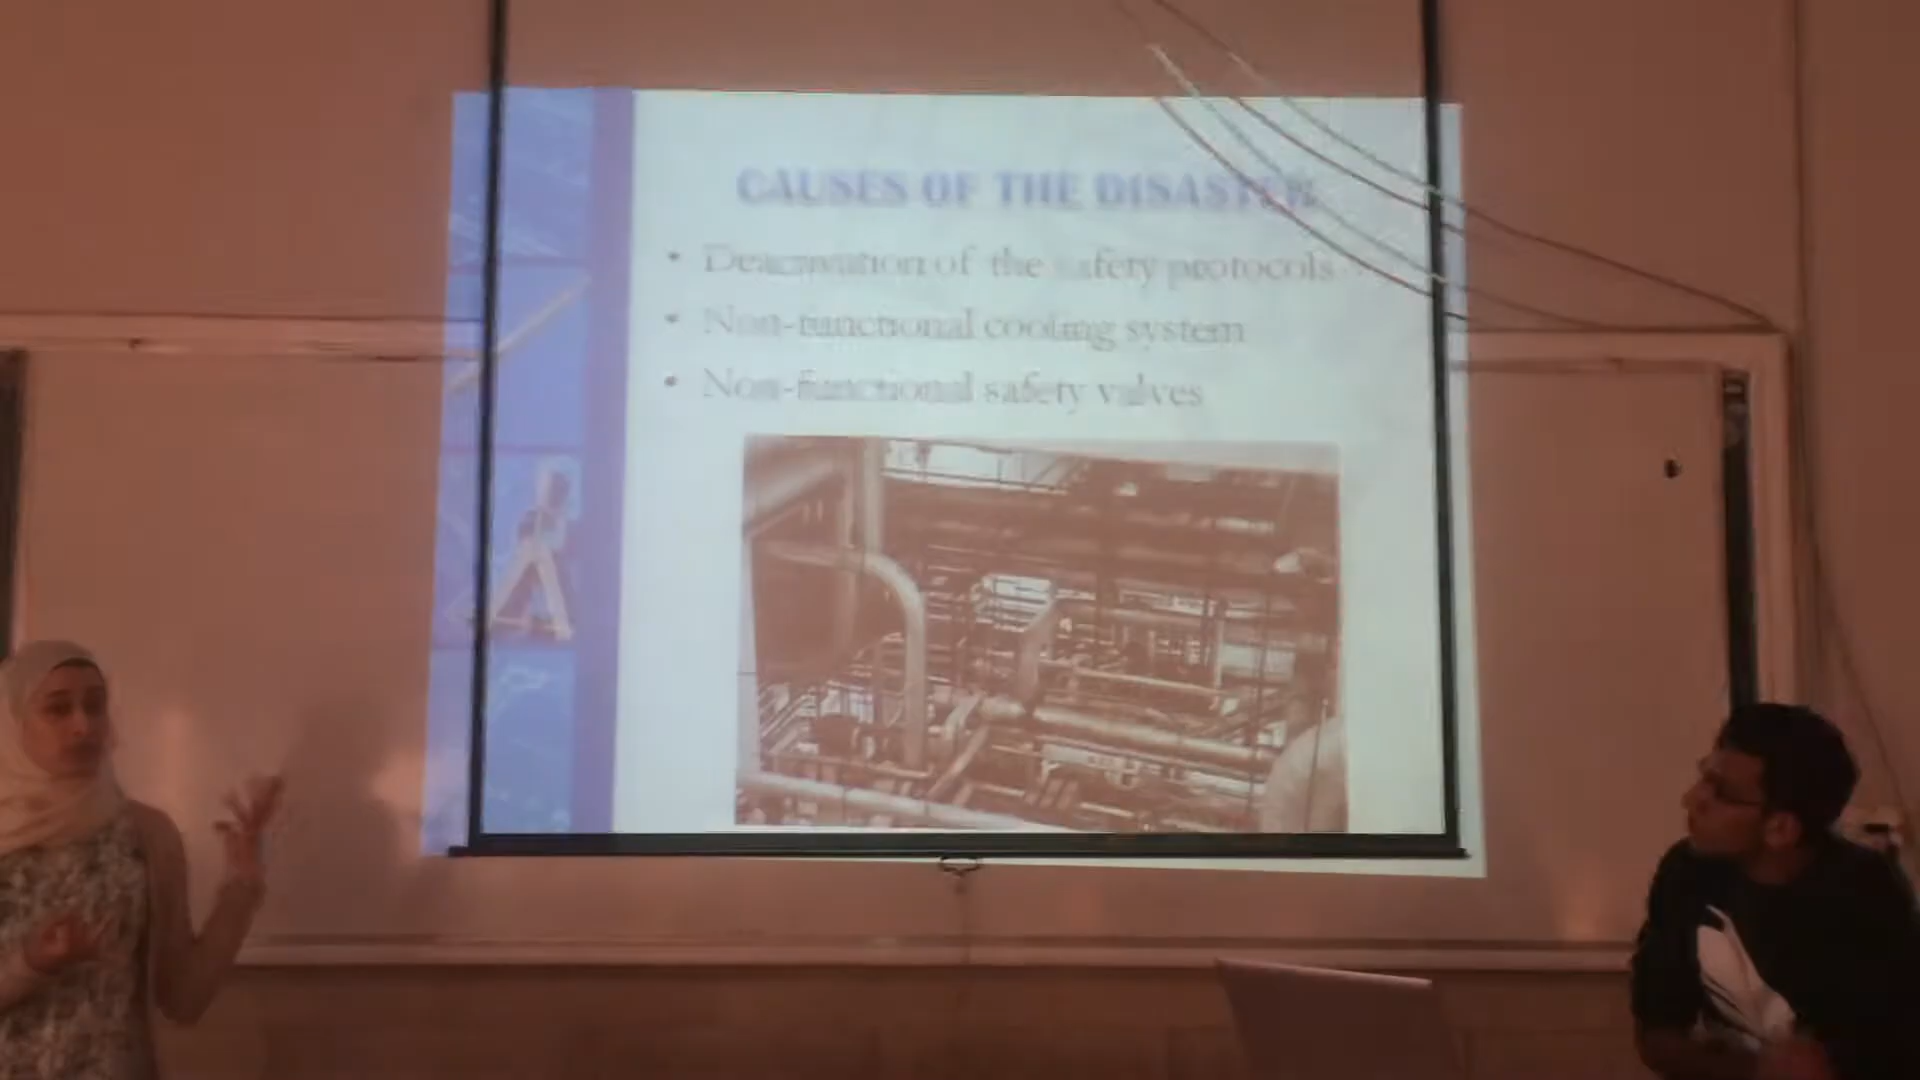 CAUSES OF THE DISASTER
• Deactivation of the safety protocols
• Non-functional cooling system
• Non-functional safety valves